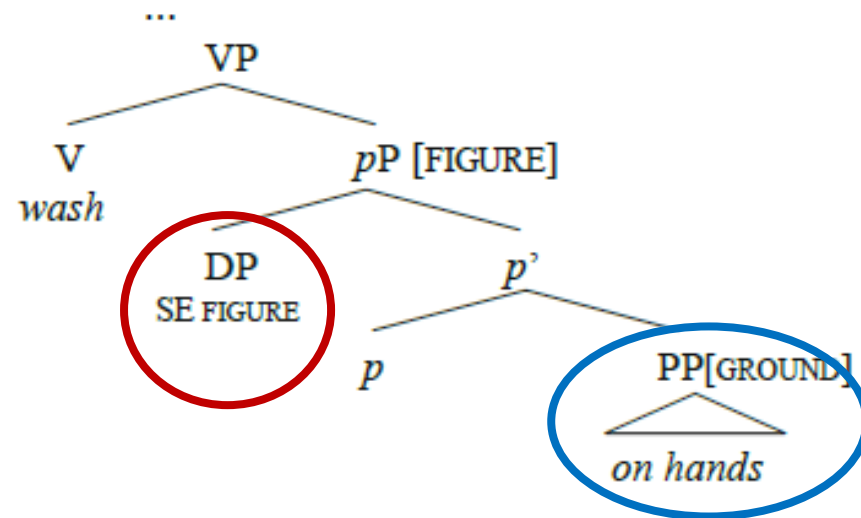 ...
VP
V
pP [FIGURE]
wash
DP
p’
SE FIGURE
p
PP[GROUND]
on hands